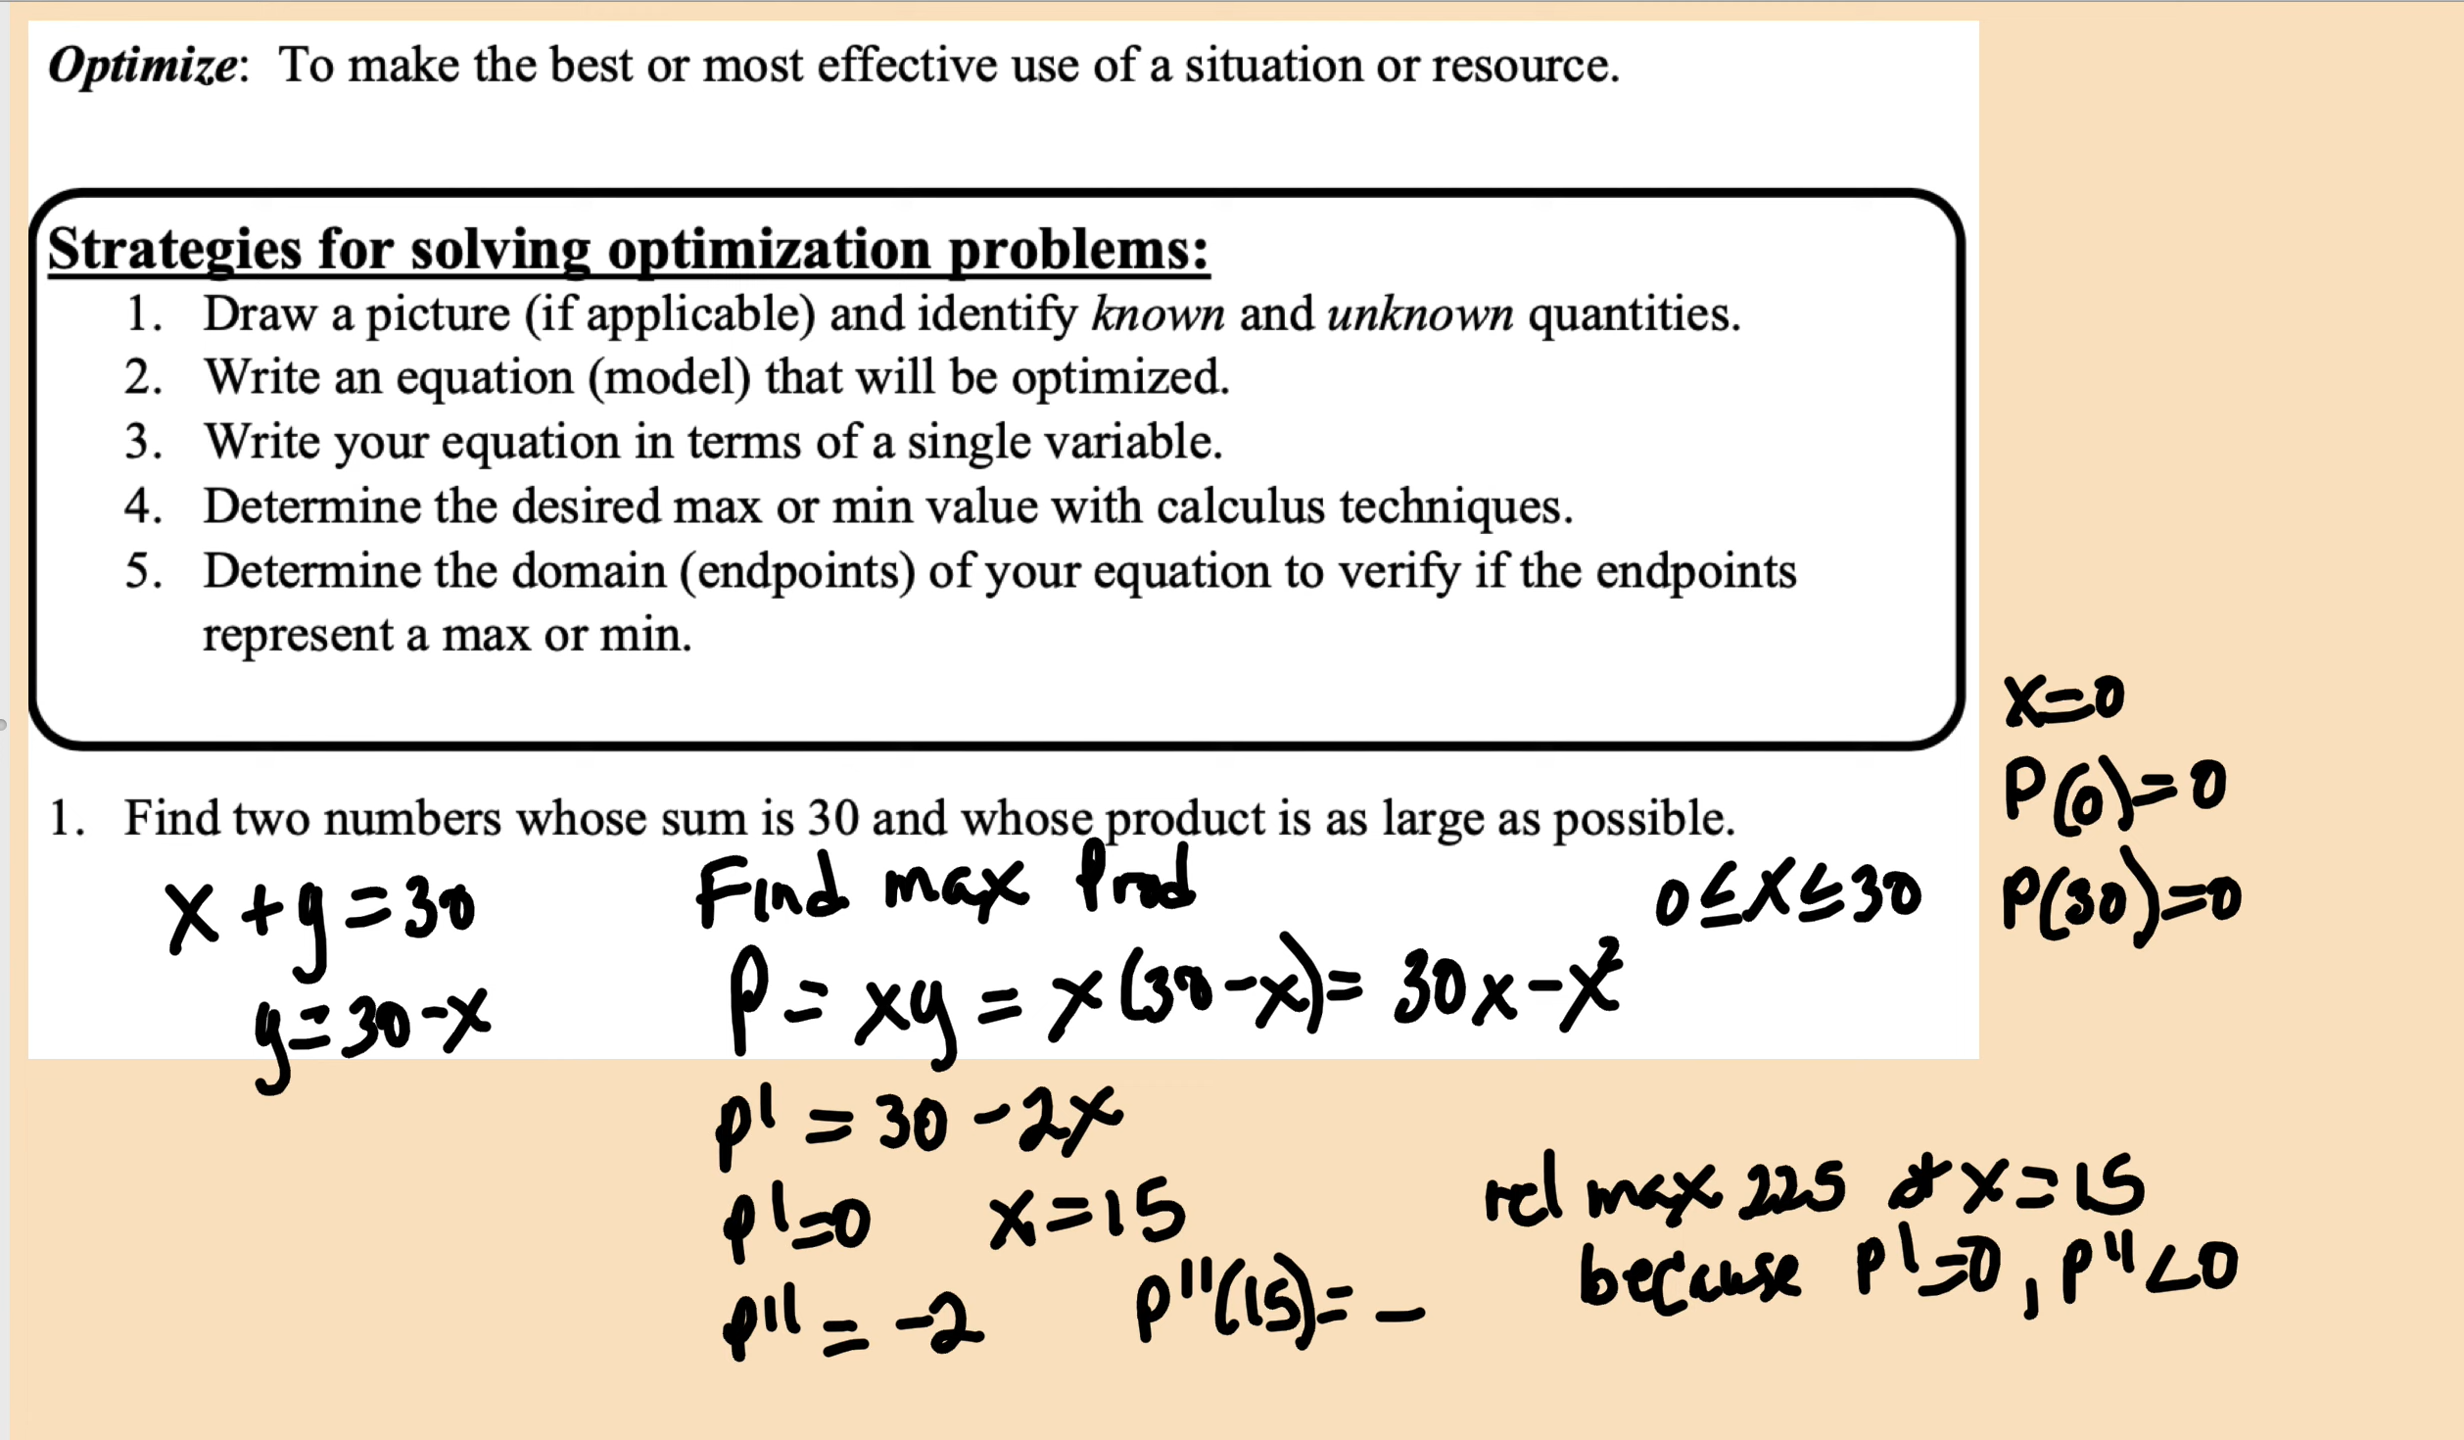 Optimize: To make the best or most effective use of a situation or resource.
Strategies for solving optimization problems:
1. Draw a picture (if applicable) and identify known and unknown quantities.
2. Write an equation (model) that will be optimized.
3. Write your equation in terms of a single variable.
4. Determine the desired max or min value with calculus techniques.
5. Determine the domain (endpoints) of your equation to verify if the endpoints
represent a max or min.
x=0
P(0)=0
P(30)=0
1. Find two numbers whose sum is 30 and whose product is as large as possible.
x+y=30
y=30-x
Find max Prod
0≤x≤30
P = xy = x(30-x) = 30x-x²
P' = 30-2x
P'=0 x=15
P'' = -2 P''(15)= -
rel max 225 at x=15
because P'=0, P''<0